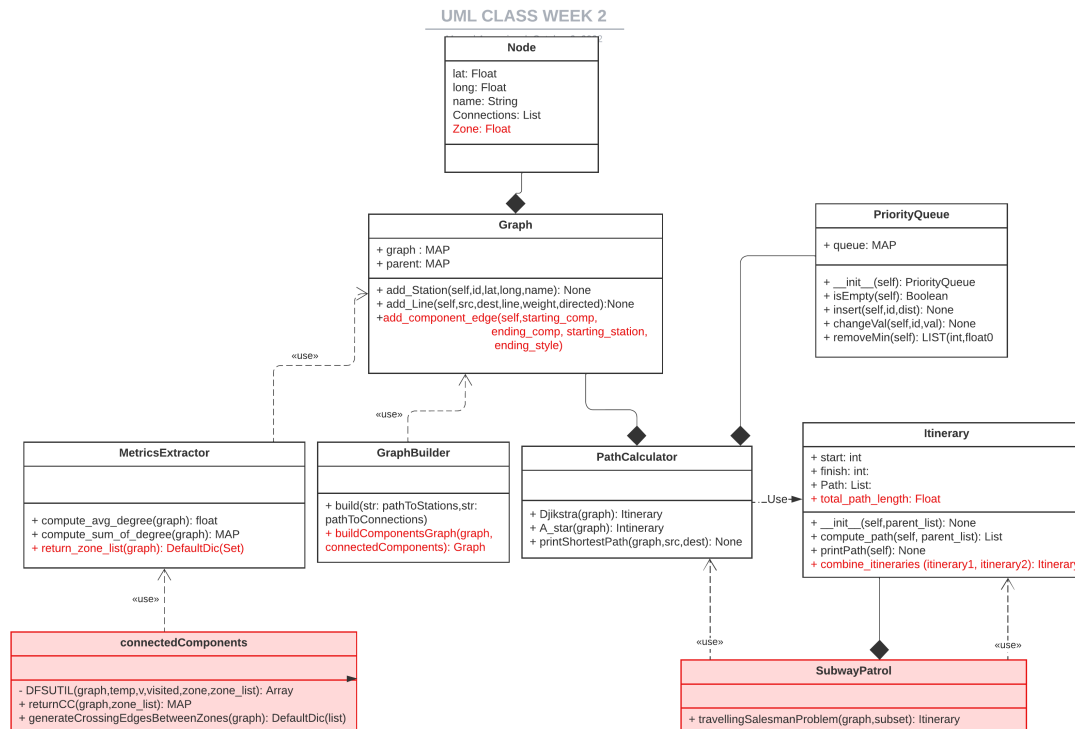 UML CLASS WEEK 2
Node
lat: Float
long: Float
name: String
Connections: List
Zone: Float
Graph
+ graph : MAP
+ parent: MAP
+ add_Station(self,id,lat,long,name): None
+ add_Line(self,src,dest,line,weight,directed):None
+add_component_edge(self,starting_comp,
ending_comp, starting_station,
ending_style)
PriorityQueue
+ queue: MAP
+ __init__(self): PriorityQueue
+ isEmpty(self): Boolean
+ insert(self,id,dist): None
+ changeVal(self,id,val): None
+ removeMin(self): LIST(int,float0
«use»
«use»
MetricsExtractor
+ compute_avg_degree(graph): float
+ compute_sum_of_degree(graph): MAP
+ return_zone_list(graph): DefaultDic(Set)
GraphBuilder
+ build(str: pathToStations,str:
pathToConnections)
+ buildComponentsGraph(graph,
connectedComponents): Graph
PathCalculator
+ Djikstra(graph): Itinerary
+ A_star(graph): Intinerary
+ printShortestPath(graph,src,dest): None
Use
Itinerary
+ start: int
+ finish: int:
+ Path: List:
+ total_path_length: Float
+ __init__(self,parent_list): None
+ compute_path(self, parent_list): List
+ printPath(self): None
+ combine_itineraries (itinerary1, itinerary2): Itinerary
«use»
«use»
«use»
connectedComponents
- DFSUTIL(graph,temp,v,visited,zone,zone_list): Array
+ returnCC(graph,zone_list): MAP
+ generateCrossingEdgesBetweenZones(graph): DefaultDic(list)
SubwayPatrol
+ travellingSalesmanProblem(graph,subset): Itinerary